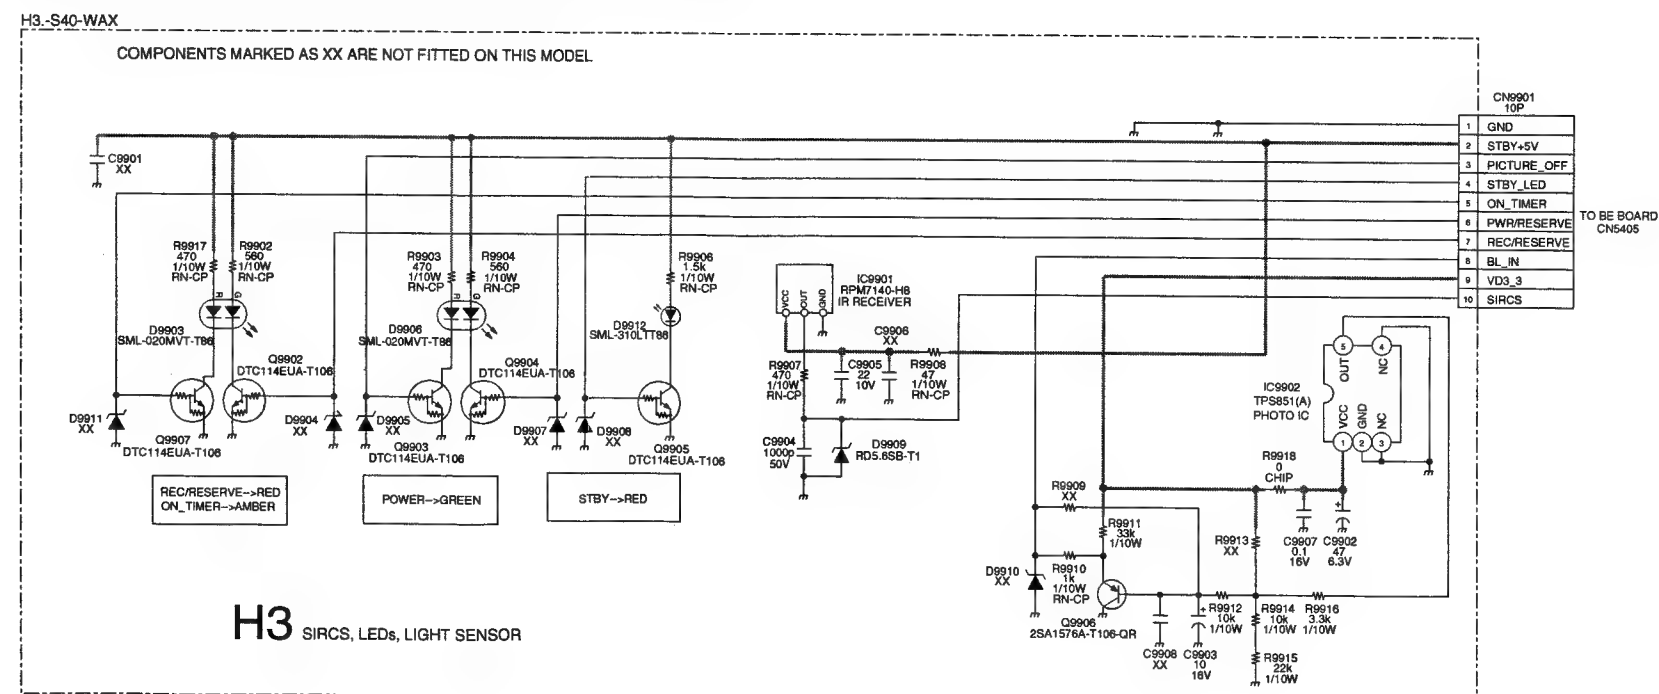 H3.-S40-WAX
COMPONENTS MARKED AS XX ARE NOT FITTED ON THIS MODEL
CN9901
10P
1 GND
2 STBY+5V
3 PICTURE_OFF
4 STBY_LED
5 ON_TIMER
6 PWR/RESERVE
7 REC/RESERVE
8 BL_IN
9 VD3_3
10 SIRCS
TO BE BOARD
CN5405
C9901
XX
R9917
470
1/10W
RN-CP
R9902
560
1/10W
RN-CP
R G
D9903
SML-020MVT-T86
Q9902
DTC114EUA-T106
D9911
XX
Q9907
DTC114EUA-T106
D9904
XX
R9903
470
1/10W
RN-CP
R9904
560
1/10W
RN-CP
R G
D9906
SML-020MVT-T86
Q9904
DTC114EUA-T106
D9905
XX
Q9903
DTC114EUA-T106
D9907
XX
R9906
1.5k
1/10W
RN-CP
D9912
SML-310LTT86
D9908
XX
Q9905
DTC114EUA-T106
REC/RESERVE-->RED
ON_TIMER-->AMBER
POWER-->GREEN
STBY-->RED
IC9901
RPM7140-H8
IR RECEIVER
VCC
OUT
GND
C9906
XX
R9907
470
1/10W
RN-CP
C9905
22
10V
R9908
47
1/10W
RN-CP
C9904
1000p
50V
D9909
RD5.6SB-T1
5 OUT
4 NC
IC9902
TPS851(A)
PHOTO IC
VCC 1
GND 2
NC 3
R9918
0
CHIP
R9909
XX
R9911
33k
1/10W
R9913
XX
C9907
0.1
16V
C9902
47
6.3V
+
D9910
XX
R9910
1k
1/10W
RN-CP
Q9906
2SA1576A-T106-QR
C9908
XX
+
C9903
10
16V
R9912
10k
1/10W
R9914
10k
1/10W
R9916
3.3k
1/10W
R9915
22k
1/10W
H3 SIRCS, LEDs, LIGHT SENSOR